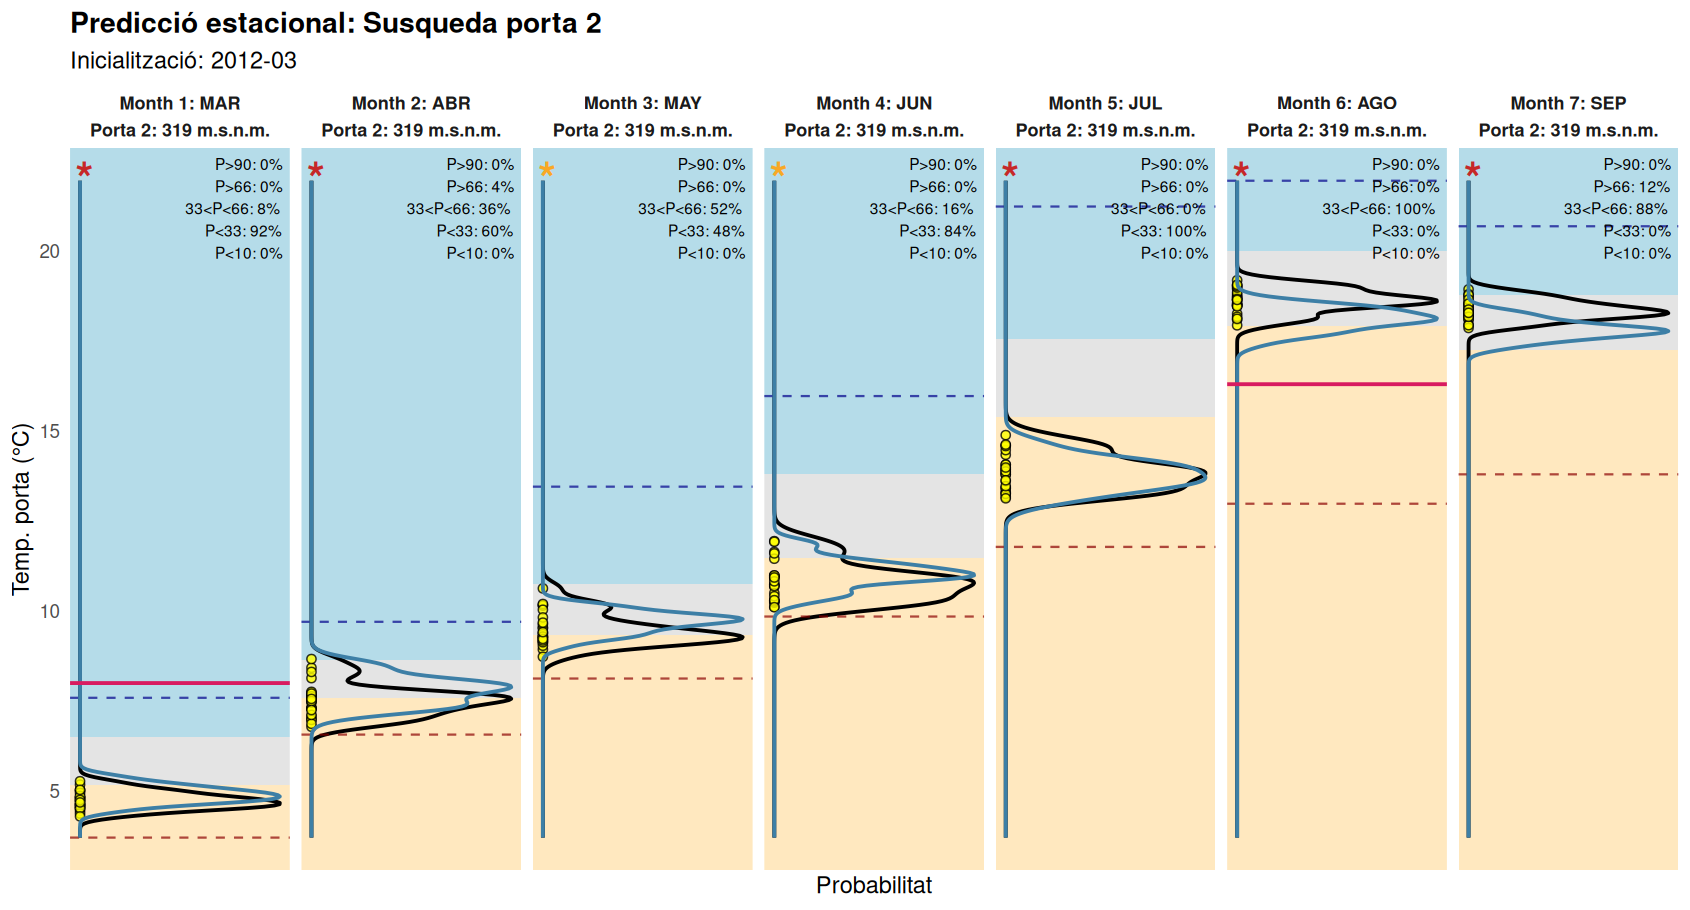 Predicció estacional: Susqueda porta 2
Inicialització: 2012-03
Month 1: MAR
Porta 2: 319 m.s.n.m.
Month 2: ABR
Porta 2: 319 m.s.n.m.
Month 3: MAY
Porta 2: 319 m.s.n.m.
Month 4: JUN
Porta 2: 319 m.s.n.m.
Month 5: JUL
Porta 2: 319 m.s.n.m.
Month 6: AGO
Porta 2: 319 m.s.n.m.
Month 7: SEP
Porta 2: 319 m.s.n.m.
*
P>90: 0%
P>66: 0%
33<P<66: 8%
P<33: 92%
P<10: 0%
*
P>90: 0%
P>66: 4%
33<P<66: 36%
P<33: 60%
P<10: 0%
*
P>90: 0%
P>66: 0%
33<P<66: 52%
P<33: 48%
P<10: 0%
*
P>90: 0%
P>66: 0%
33<P<66: 16%
P<33: 84%
P<10: 0%
*
P>90: 0%
P>66: 0%
33<P<66: 0%
P<33: 100%
P<10: 0%
*
P>90: 0%
P>66: 0%
33<P<66: 100%
P<33: 0%
P<10: 0%
*
P>90: 0%
P>66: 12%
33<P<66: 88%
P<33: 0%
P<10: 0%
Temp. porta (°C)
20
15
10
5
Probabilitat